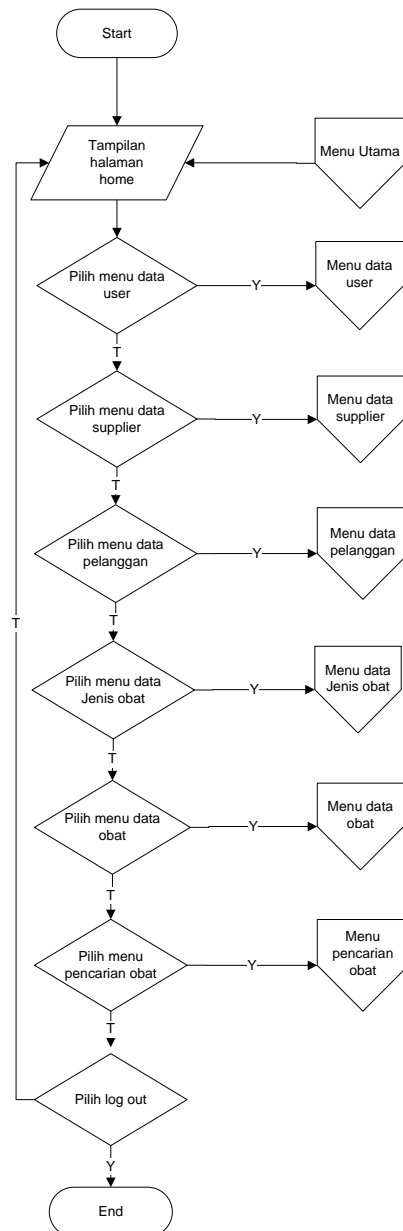 Start
Tampilan
halaman
home
Menu Utama
Pilih menu data
user
Y
Menu data
user
T
Pilih menu data
supplier
Y
Menu data
supplier
T
Pilih menu data
pelanggan
Y
Menu data
pelanggan
T
T
Pilih menu data
Jenis obat
Y
Menu data
Jenis obat
T
Pilih menu data
obat
Y
Menu data
obat
T
Pilih menu
pencarian obat
Y
Menu
pencarian
obat
T
Pilih log out
Y
End